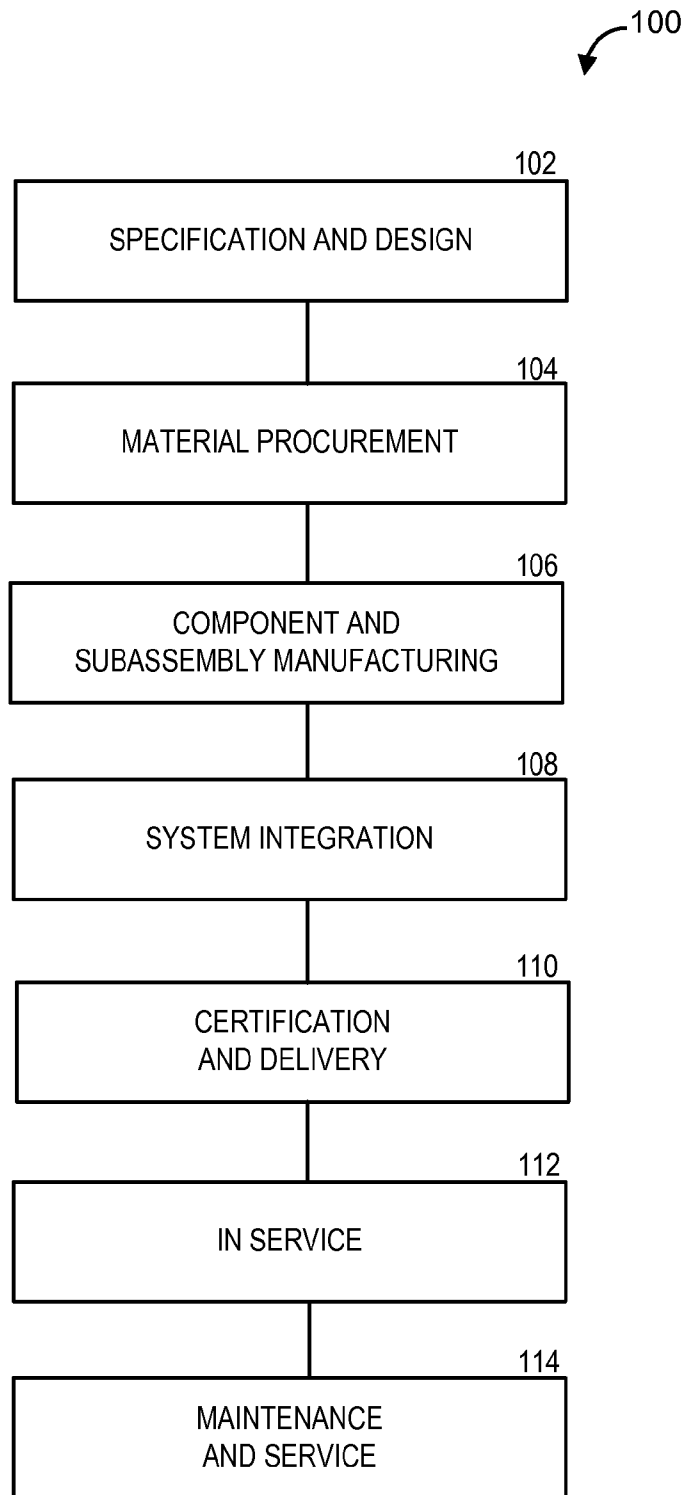 100
102
SPECIFICATION AND DESIGN
104
MATERIAL PROCUREMENT
106
COMPONENT AND
SUBASSEMBLY MANUFACTURING
108
SYSTEM INTEGRATION
110
CERTIFICATION
AND DELIVERY
112
IN SERVICE
114
MAINTENANCE
AND SERVICE